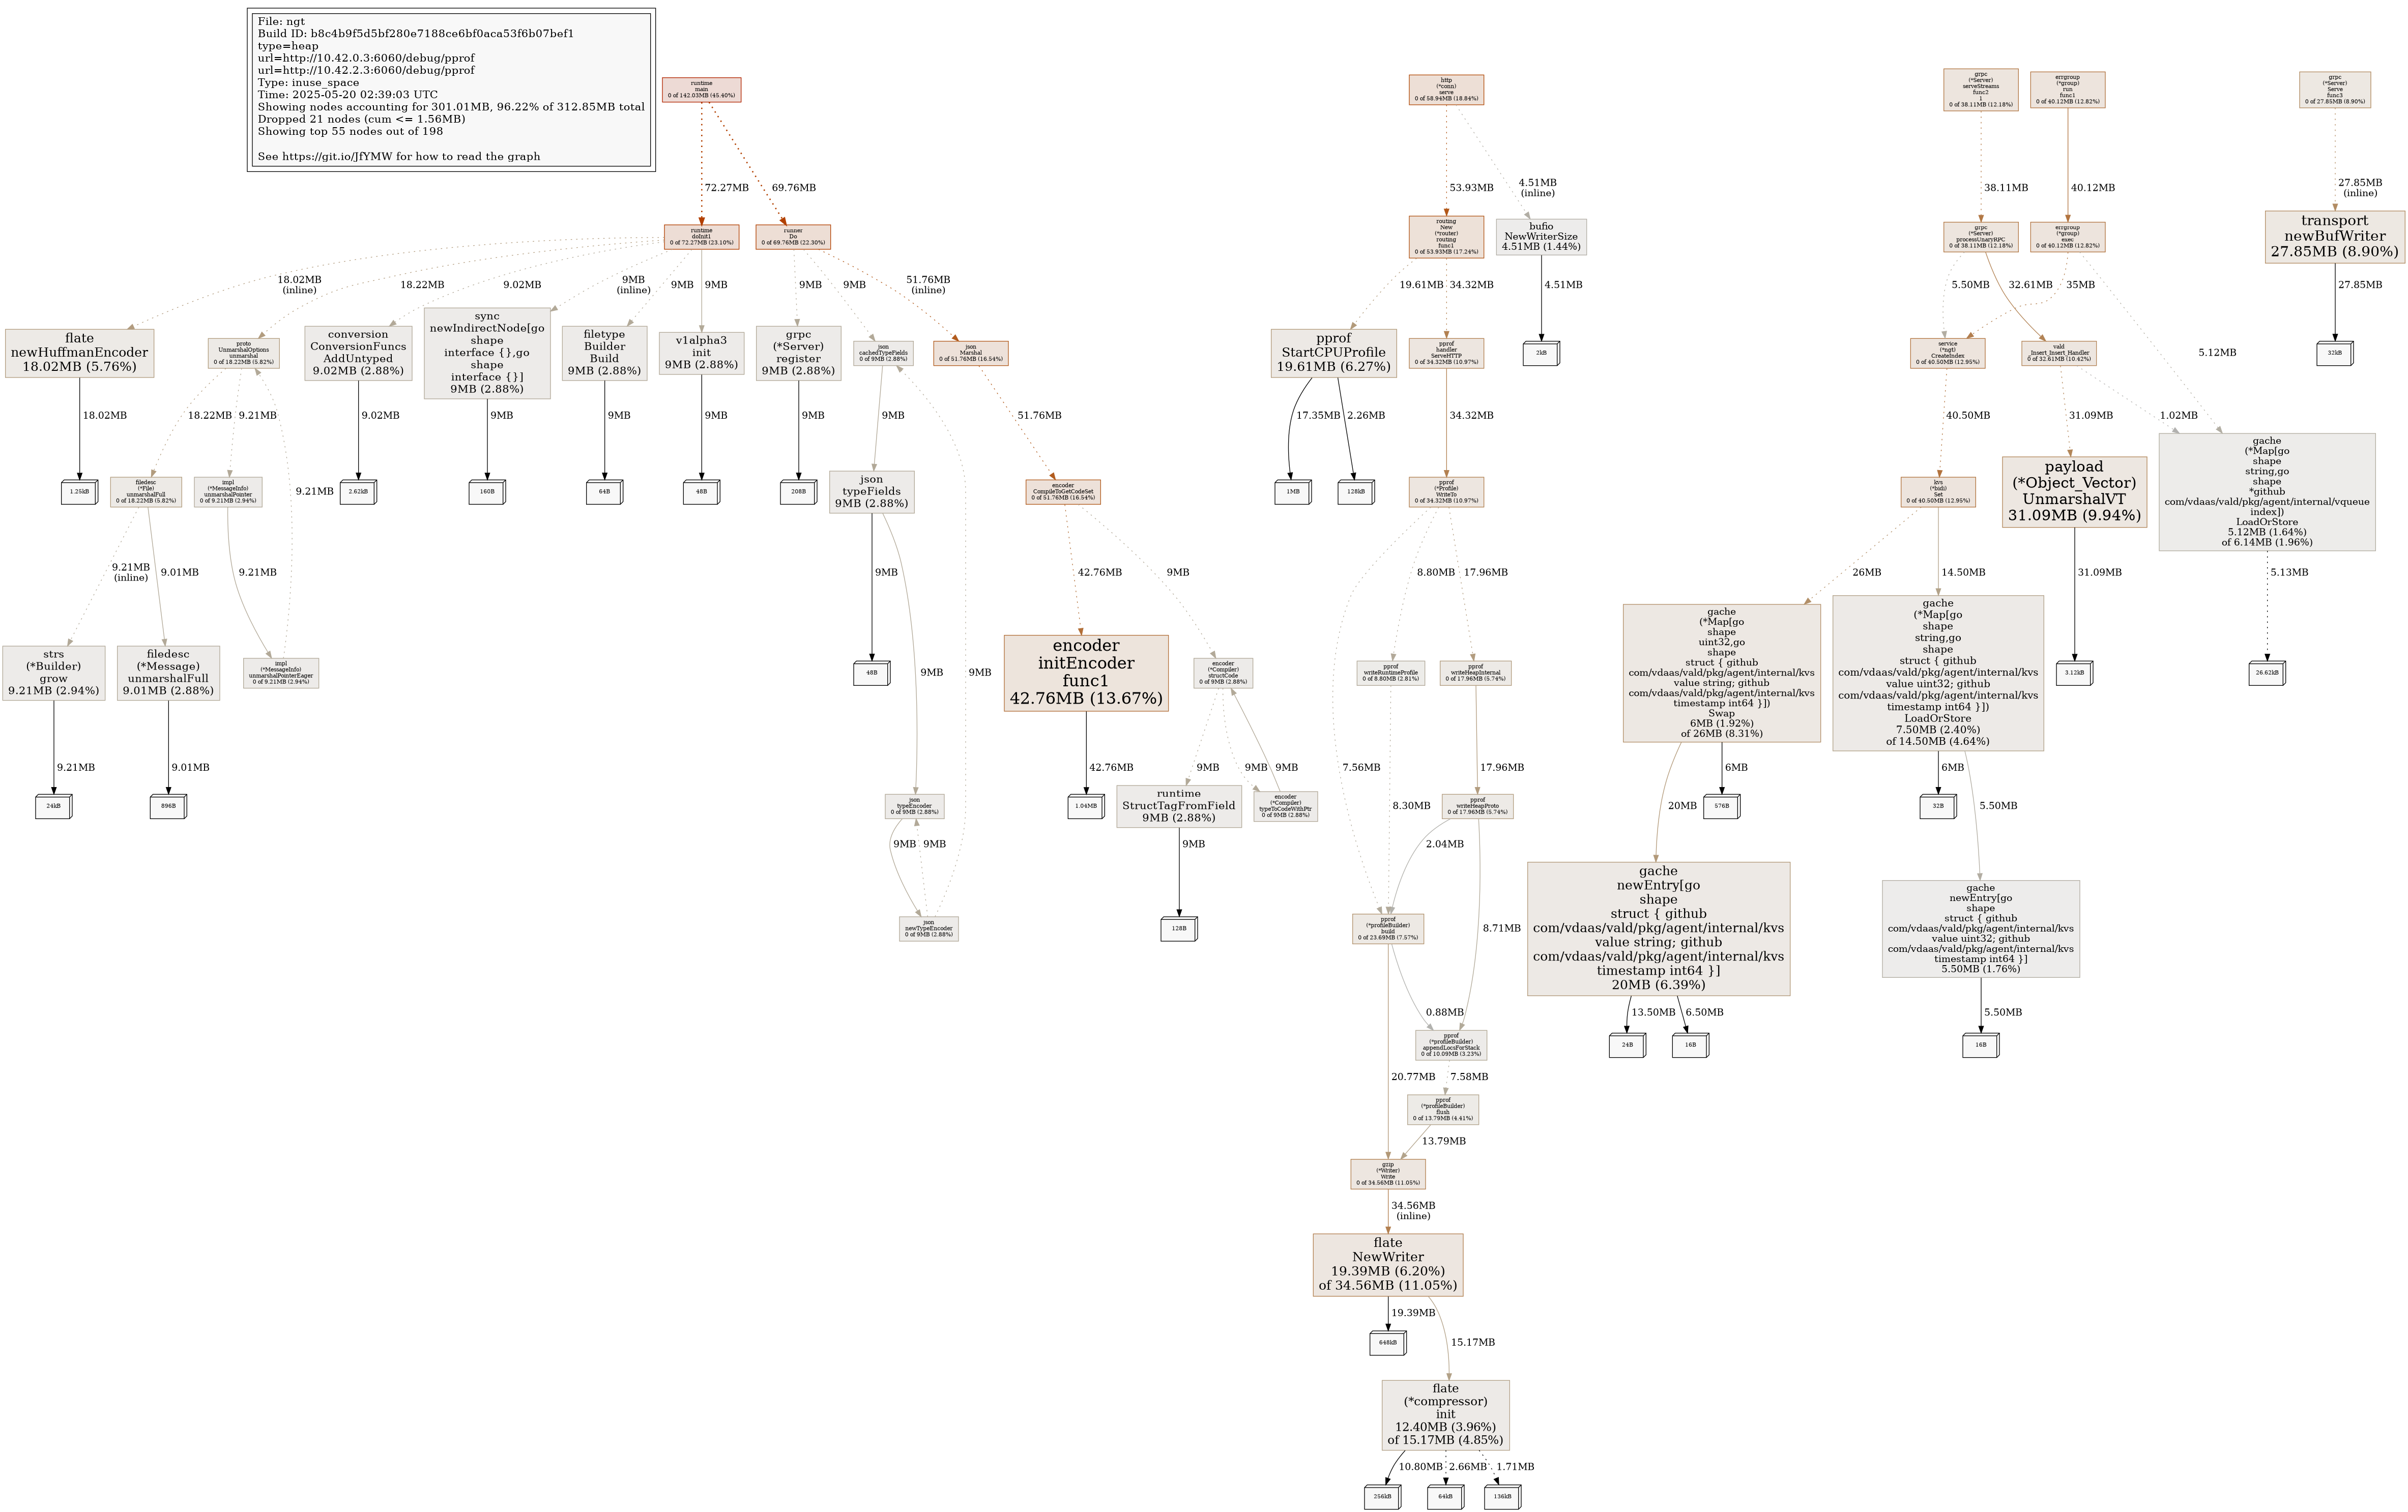 File: ngt
Build ID: b8c4b9f5d5bf280e7188ce6bf0aca53f6b07bef1
type=heap
url=http://10.42.0.3:6060/debug/pprof
url=http://10.42.2.3:6060/debug/pprof
Type: inuse_space
Time: 2025-05-20 02:39:03 UTC
Showing nodes accounting for 301.01MB, 96.22% of 312.85MB total
Dropped 21 nodes (cum <= 1.56MB)
Showing top 55 nodes out of 198
See https://git.io/JfYMW for how to read the graph
runtime
main
0 of 142.03MB (45.40%)
http
(*conn)
serve
0 of 58.94MB (18.84%)
grpc
(*Server)
serveStreams
func2
1
0 of 38.11MB (12.18%)
errgroup
(*group)
run
func1
0 of 40.12MB (12.82%)
grpc
(*Server)
Serve
func3
0 of 27.85MB (8.90%)
72.27MB
69.76MB
53.93MB
4.51MB
(inline)
38.11MB
40.12MB
27.85MB
(inline)
runtime
doInit1
0 of 72.27MB (23.10%)
runner
Do
0 of 69.76MB (22.30%)
routing
New
(*router)
routing
func1
0 of 53.93MB (17.24%)
bufio
NewWriterSize
4.51MB (1.44%)
grpc
(*Server)
processUnaryRPC
0 of 38.11MB (12.18%)
errgroup
(*group)
exec
0 of 40.12MB (12.82%)
transport
newBufWriter
27.85MB (8.90%)
18.02MB
(inline)
18.22MB
9.02MB
9MB
(inline)
9MB
9MB
9MB
9MB
51.76MB
(inline)
19.61MB
34.32MB
4.51MB
5.50MB
32.61MB
35MB
5.12MB
27.85MB
flate
newHuffmanEncoder
18.02MB (5.76%)
proto
UnmarshalOptions
unmarshal
0 of 18.22MB (5.82%)
conversion
ConversionFuncs
AddUntyped
9.02MB (2.88%)
sync
newIndirectNode[go
shape
interface {},go
shape
interface {}]
9MB (2.88%)
filetype
Builder
Build
9MB (2.88%)
v1alpha3
init
9MB (2.88%)
grpc
(*Server)
register
9MB (2.88%)
json
cachedTypeFields
0 of 9MB (2.88%)
json
Marshal
0 of 51.76MB (16.54%)
pprof
StartCPUProfile
19.61MB (6.27%)
pprof
handler
ServeHTTP
0 of 34.32MB (10.97%)
2kB
service
(*ngt)
CreateIndex
0 of 40.50MB (12.95%)
vald
_Insert_Insert_Handler
0 of 32.61MB (10.42%)
32kB
18.02MB
18.22MB
9.21MB
9.21MB
9.02MB
9MB
9MB
9MB
9MB
9MB
9MB
51.76MB
17.35MB
2.26MB
34.32MB
40.50MB
31.09MB
1.02MB
1.25kB
filedesc
(*File)
unmarshalFull
0 of 18.22MB (5.82%)
impl
(*MessageInfo)
unmarshalPointer
0 of 9.21MB (2.94%)
2.62kB
160B
64B
48B
208B
json
typeFields
9MB (2.88%)
encoder
CompileToGetCodeSet
0 of 51.76MB (16.54%)
1MB
128kB
pprof
(*Profile)
WriteTo
0 of 34.32MB (10.97%)
kvs
(*bidi)
Set
0 of 40.50MB (12.95%)
payload
(*Object_Vector)
UnmarshalVT
31.09MB (9.94%)
gache
(*Map[go
shape
string,go
shape
*github
com/vdaas/vald/pkg/agent/internal/vqueue
index])
LoadOrStore
5.12MB (1.64%)
of 6.14MB (1.96%)
9.21MB
(inline)
9.01MB
9.21MB
9MB
9MB
42.76MB
9MB
7.56MB
8.80MB
17.96MB
26MB
14.50MB
31.09MB
5.13MB
strs
(*Builder)
grow
9.21MB (2.94%)
filedesc
(*Message)
unmarshalFull
9.01MB (2.88%)
impl
(*MessageInfo)
unmarshalPointerEager
0 of 9.21MB (2.94%)
48B
encoder
initEncoder
func1
42.76MB (13.67%)
encoder
(*Compiler)
structCode
0 of 9MB (2.88%)
pprof
writeRuntimeProfile
0 of 8.80MB (2.81%)
pprof
writeHeapInternal
0 of 17.96MB (5.74%)
gache
(*Map[go
shape
uint32,go
shape
struct { github
com/vdaas/vald/pkg/agent/internal/kvs
value string; github
com/vdaas/vald/pkg/agent/internal/kvs
timestamp int64 }])
Swap
6MB (1.92%)
of 26MB (8.31%)
gache
(*Map[go
shape
string,go
shape
struct { github
com/vdaas/vald/pkg/agent/internal/kvs
value uint32; github
com/vdaas/vald/pkg/agent/internal/kvs
timestamp int64 }])
LoadOrStore
7.50MB (2.40%)
of 14.50MB (4.64%)
3.12kB
26.62kB
9.21MB
9.01MB
42.76MB
9MB
9MB
9MB
8.30MB
17.96MB
20MB
6MB
6MB
5.50MB
24kB
896B
json
typeEncoder
0 of 9MB (2.88%)
1.04MB
runtime
StructTagFromField
9MB (2.88%)
encoder
(*Compiler)
typeToCodeWithPtr
0 of 9MB (2.88%)
pprof
writeHeapProto
0 of 17.96MB (5.74%)
576B
32B
9MB
9MB
9MB
2.04MB
8.71MB
json
newTypeEncoder
0 of 9MB (2.88%)
128B
pprof
(*profileBuilder)
build
0 of 23.69MB (7.57%)
gache
newEntry[go
shape
struct { github
com/vdaas/vald/pkg/agent/internal/kvs
value string; github
com/vdaas/vald/pkg/agent/internal/kvs
timestamp int64 }]
20MB (6.39%)
gache
newEntry[go
shape
struct { github
com/vdaas/vald/pkg/agent/internal/kvs
value uint32; github
com/vdaas/vald/pkg/agent/internal/kvs
timestamp int64 }]
5.50MB (1.76%)
0.88MB
13.50MB
6.50MB
5.50MB
pprof
(*profileBuilder)
appendLocsForStack
0 of 10.09MB (3.23%)
24B
16B
16B
20.77MB
7.58MB
pprof
(*profileBuilder)
flush
0 of 13.79MB (4.41%)
13.79MB
gzip
(*Writer)
Write
0 of 34.56MB (11.05%)
34.56MB
(inline)
flate
NewWriter
19.39MB (6.20%)
of 34.56MB (11.05%)
19.39MB
15.17MB
648kB
flate
(*compressor)
init
12.40MB (3.96%)
of 15.17MB (4.85%)
10.80MB
2.66MB
1.71MB
256kB
64kB
136kB